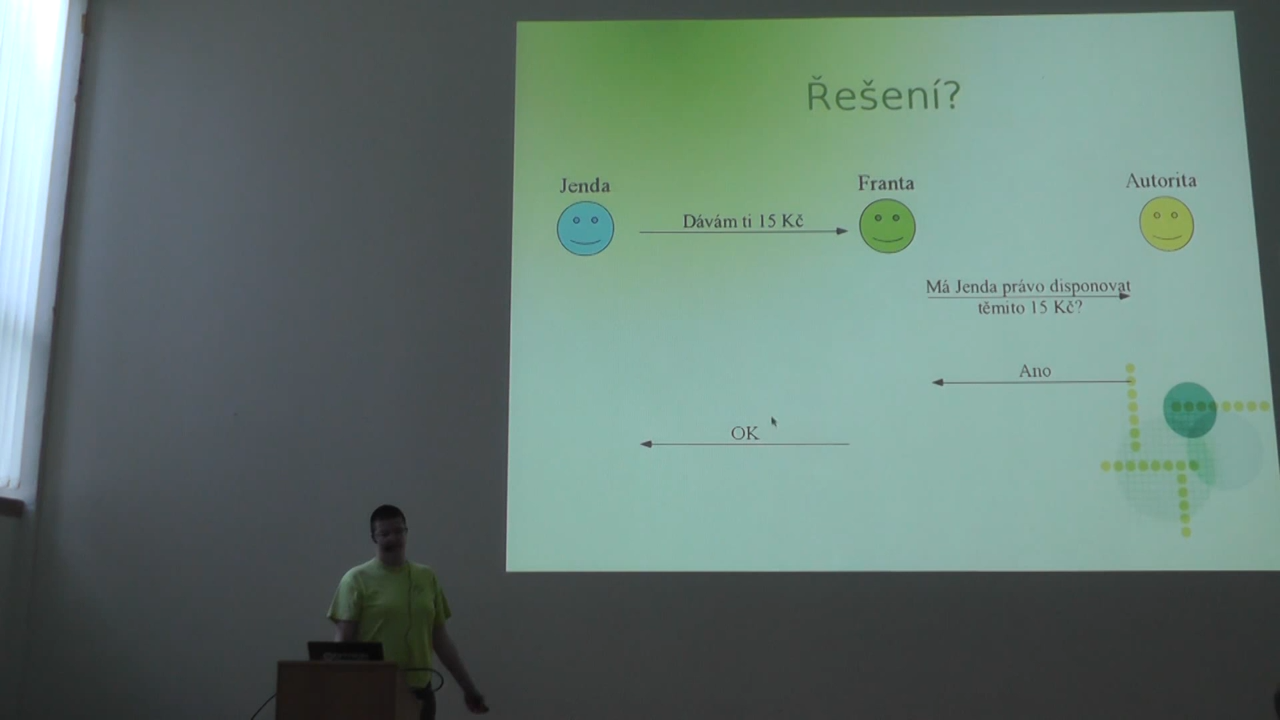 Řešení?
Jenda
Franta
Autorita
Dávám ti 15 Kč
Má Jenda právo disponovat
těmito 15 Kč?
Ano
OK